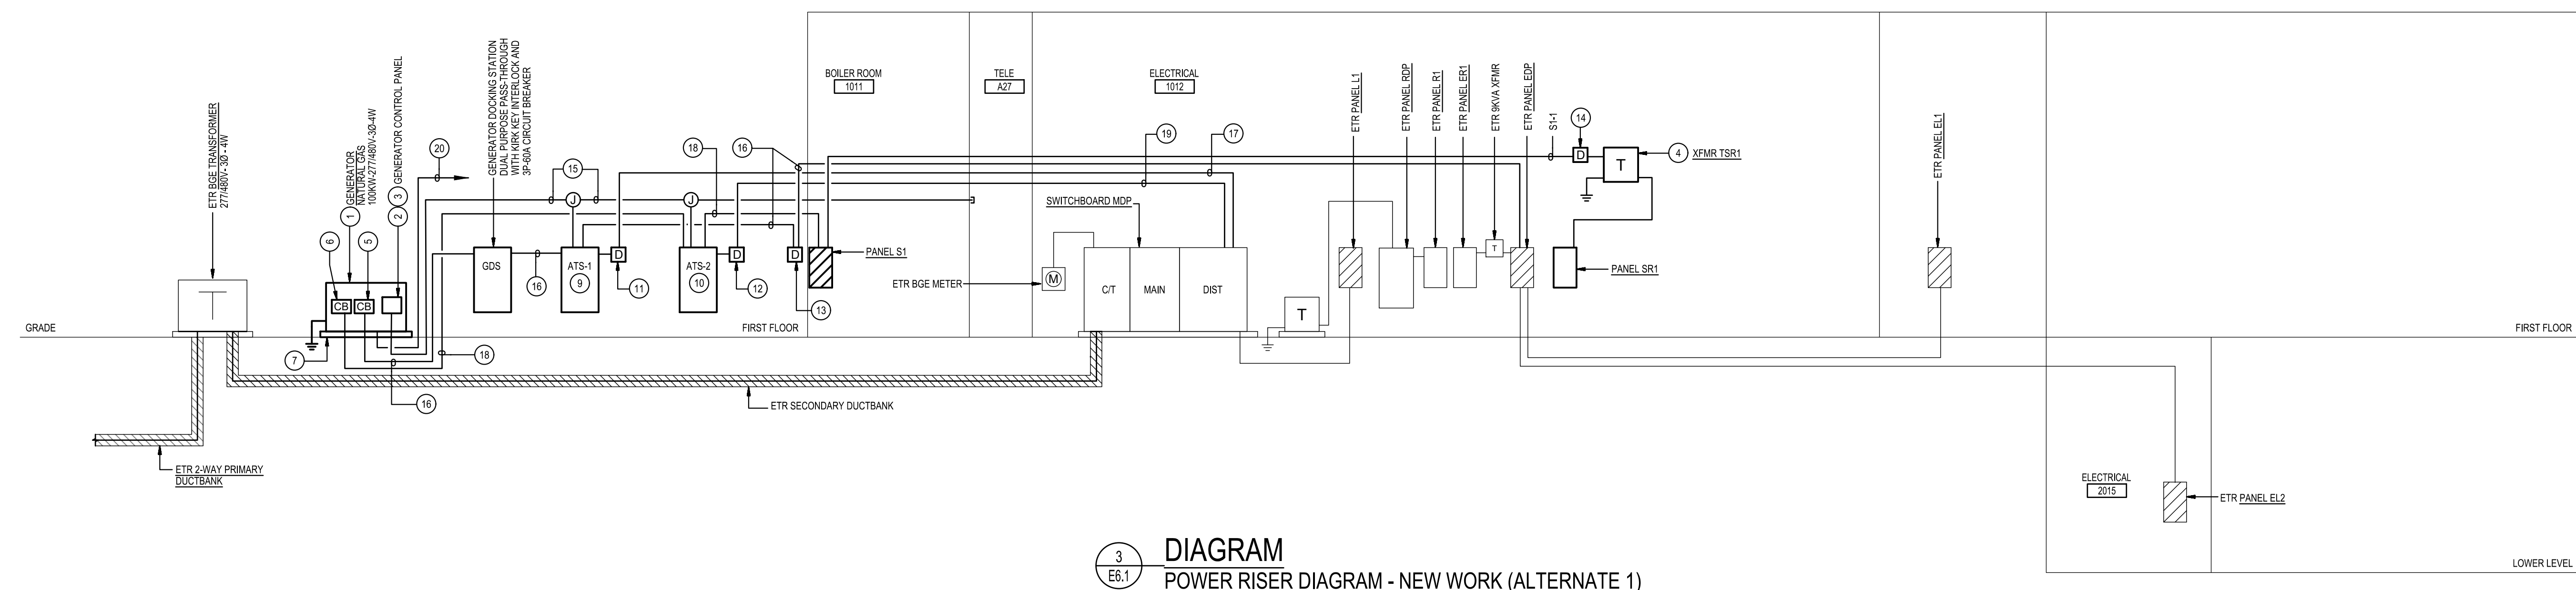 BOILER ROOM
1011
TELE
A27
ELECTRICAL
1012
ETR BGE TRANSFORMER
277/480V- 3Ø - 4W
6
1
GENERATOR
NATURAL GAS
100KW-277/480V-3Ø-4W
5
2
3
GENERATOR CONTROL PANEL
20
GENERATOR DOCKING STATION
DUAL PURPOSE PASS-THROUGH
WITH KIRK KEY INTERLOCK AND
3P-60A CIRCUIT BREAKER
15
18
16
19
17
ETR PANEL L1
ETR PANEL RDP
ETR PANEL R1
ETR PANEL ER1
ETR 9KVA XFMR
ETR PANEL EDP
S1-1
14
D
T
4
XFMR TSR1
ETR PANEL EL1
J
J
SWITCHBOARD MDP
CB
CB
GDS
16
ATS-1
9
D
11
ATS-2
10
D
12
D
13
PANEL S1
ETR BGE METER
M
C/T
MAIN
DIST
T
T
PANEL SR1
GRADE
FIRST FLOOR
FIRST FLOOR
7
18
16
ETR SECONDARY DUCTBANK
ETR 2-WAY PRIMARY
DUCTBANK
ELECTRICAL
2015
ETR PANEL EL2
LOWER LEVEL
3
E6.1
DIAGRAM
POWER RISER DIAGRAM - NEW WORK (ALTERNATE 1)